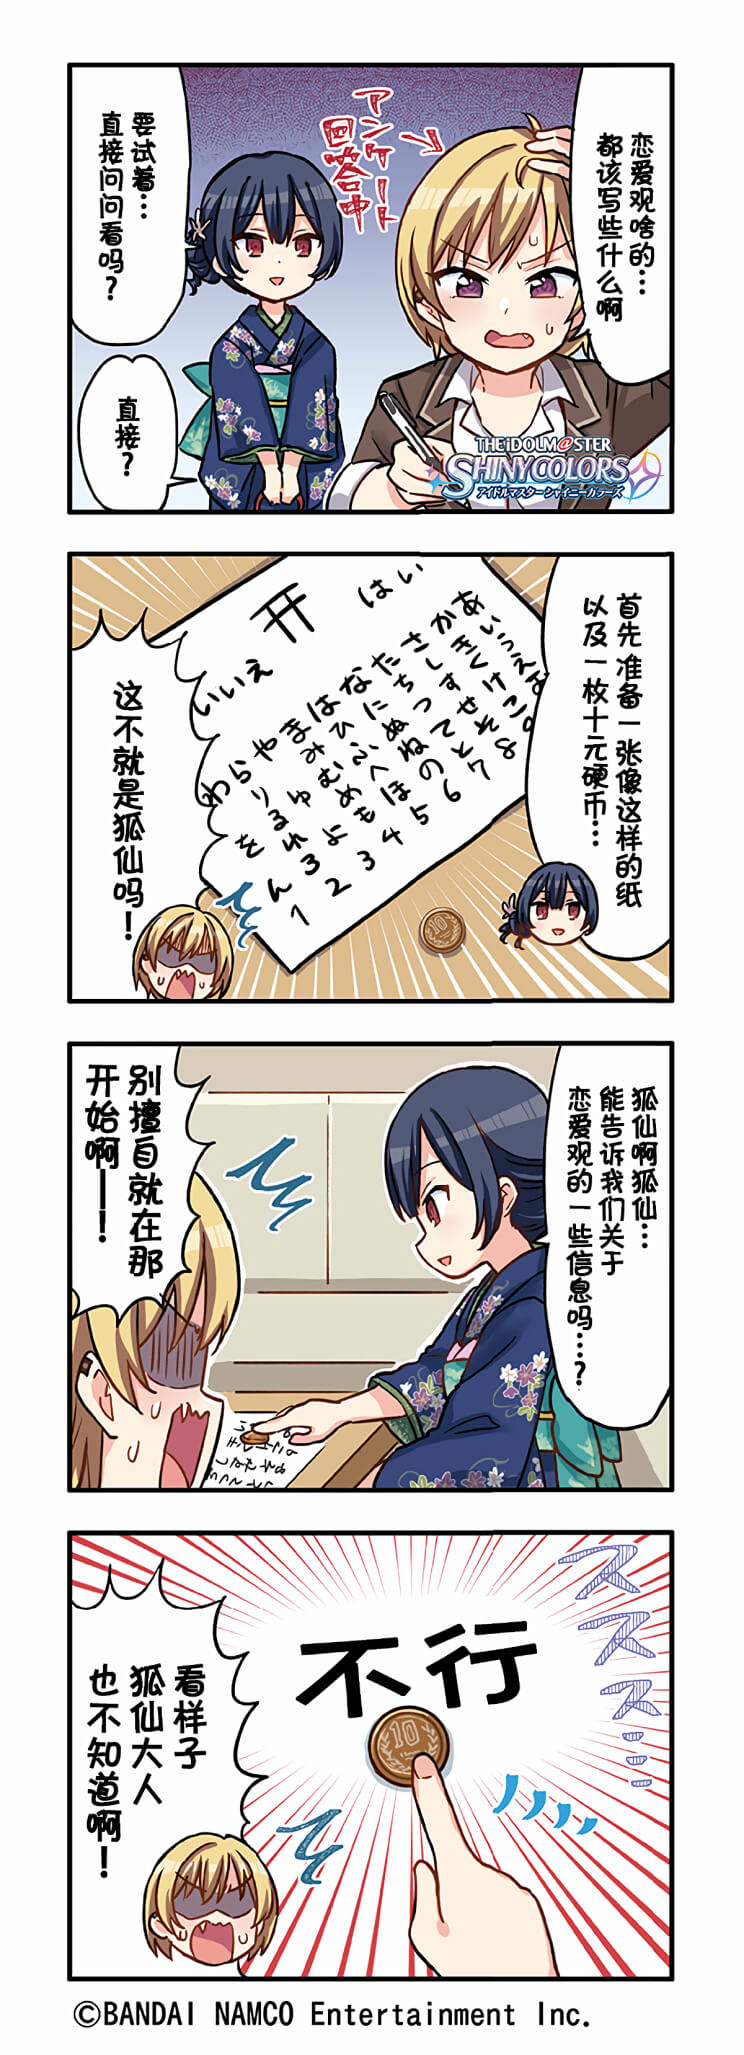 恋爱观啥的…
都该写些什么啊
アンケート
回答中
要试着…
直接问问看吗?
直接?
THE iDOLM@STER
SHINYCOLORS
アイドルマスターシャイニーカラーズ
首先准备一张像这样的纸
以及一枚十元硬币…
はい
いいえ
あいうえお
かきくけこ
さしすせそ
たちつてと
なにぬねの
はひふへほ
まみむめも
やゆよ
らりるれろ
わをん
1 2 3 4 5 6 7 8
10
这不就是狐仙吗!
狐仙啊狐仙…
能告诉我们关于
恋爱观的一些信息吗…?
别擅自就在那
开始啊——!
ススス…
不行
10
看样子
狐仙大人
也不知道啊!
©BANDAI NAMCO Entertainment Inc.